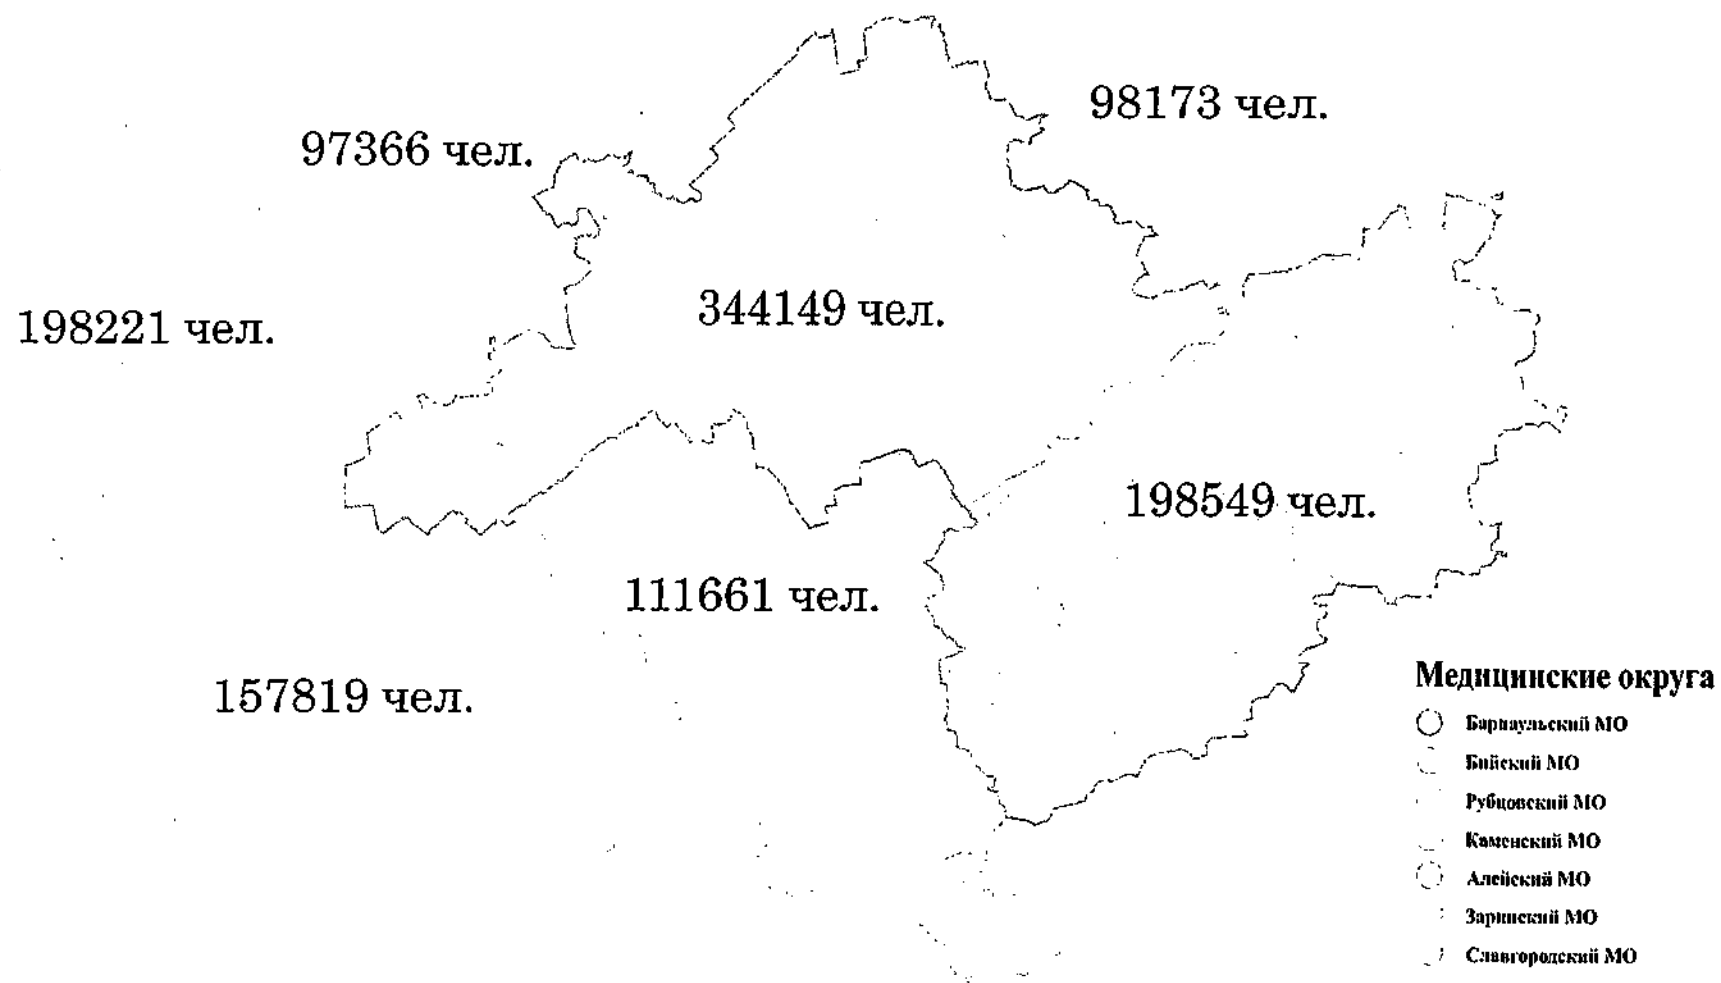 98173 чел.
97366 чел.
344149 чел.
198221 чел.
198549 чел.
111661 чел.
157819 чел.
Медицинские округа
Барнаульский МО
Бийский МО
Рубцовский МО
Каменский МО
Алейский МО
Заринский МО
Славгородский МО